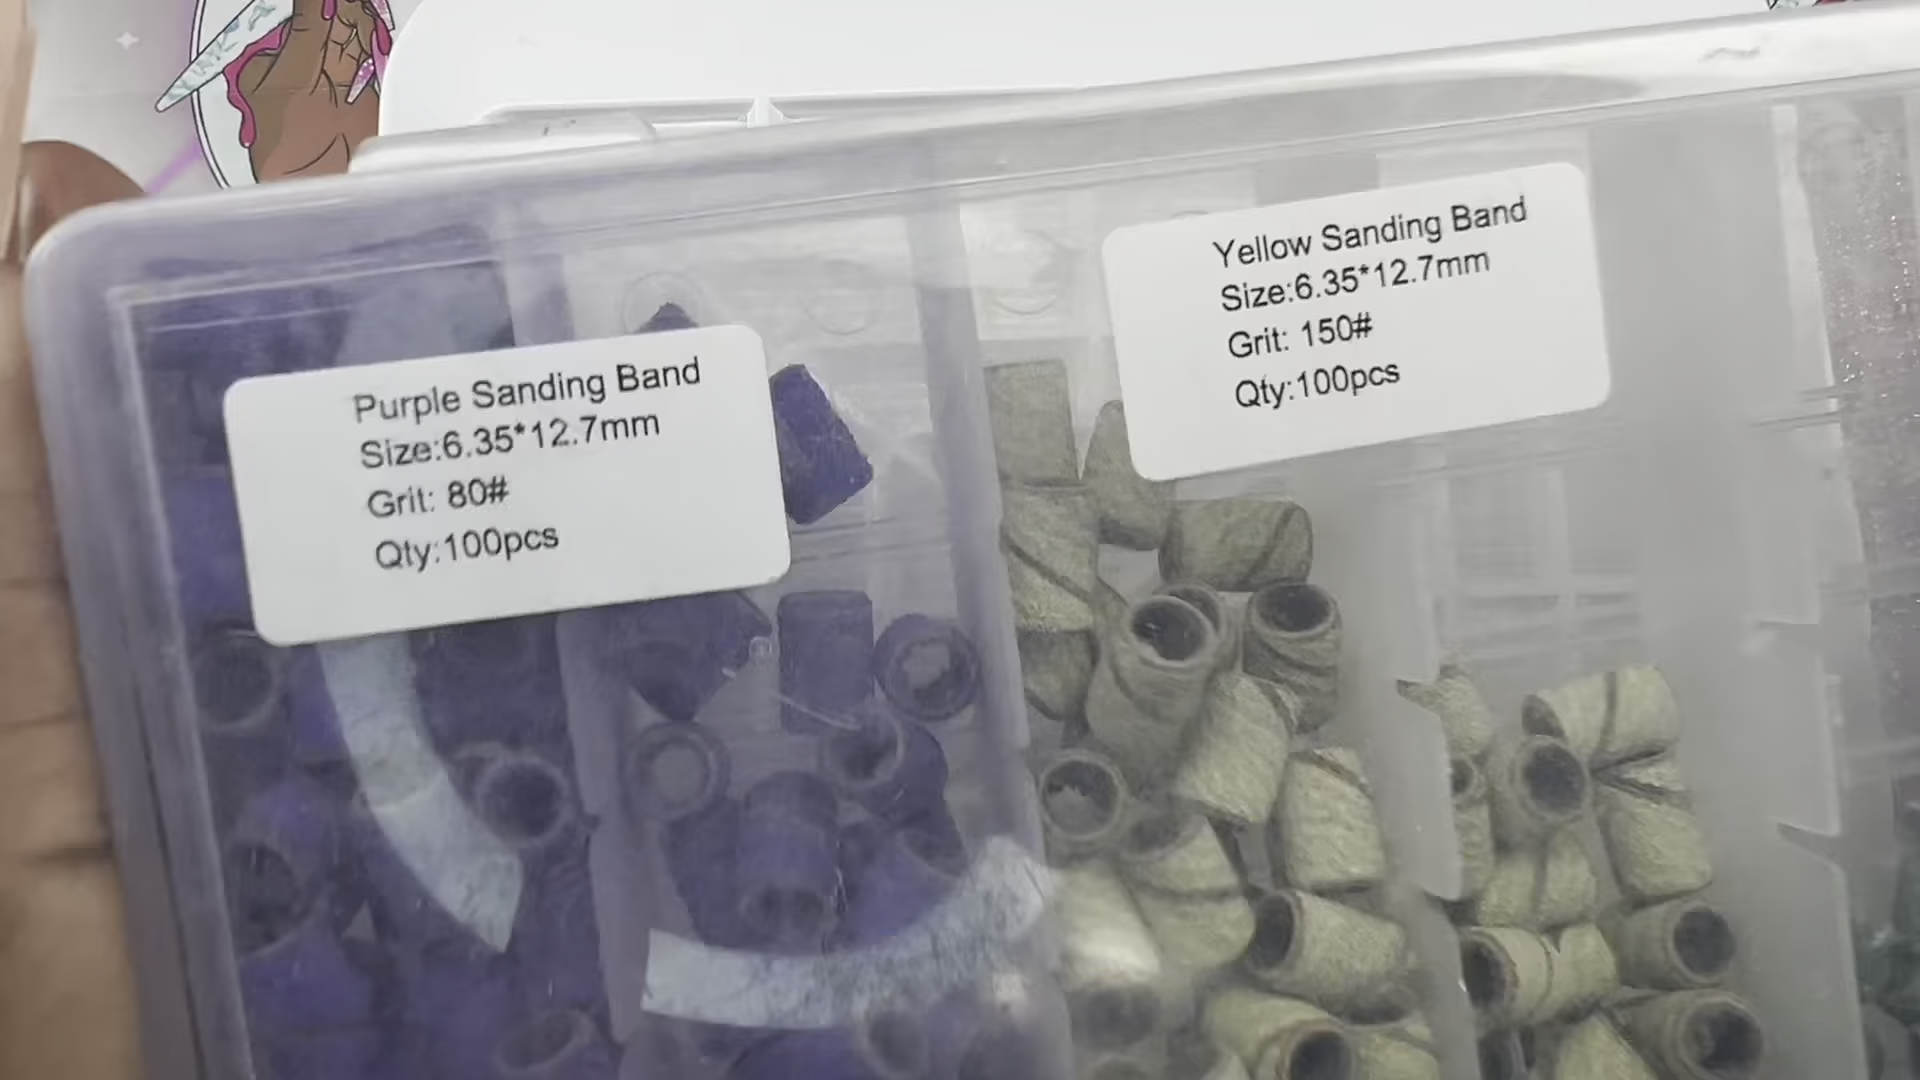 Purple Sanding Band
Size:6.35*12.7mm
Grit: 80#
Qty:100pcs
Yellow Sanding Band
Size:6.35*12.7mm
Grit: 150#
Qty:100pcs